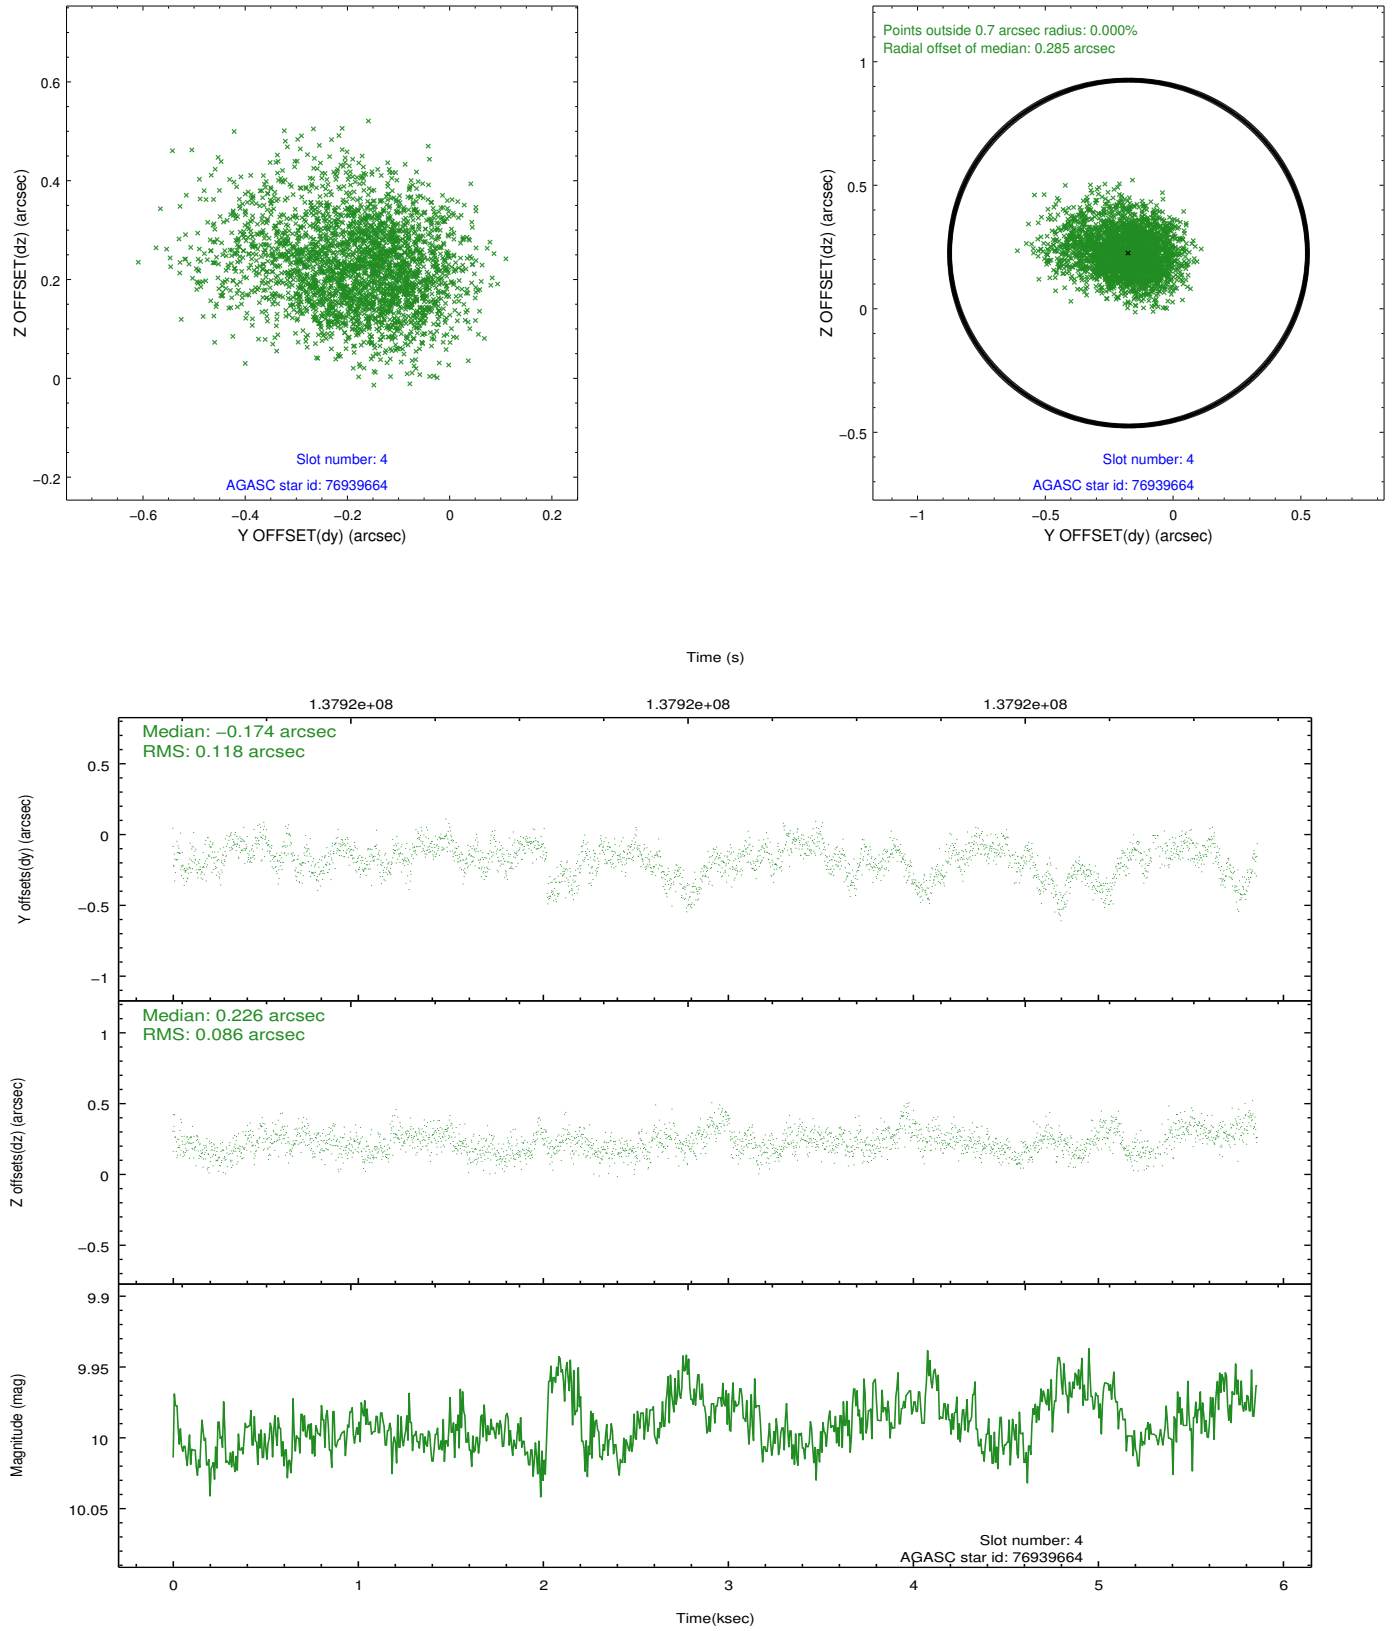 0.6
0.4
0.2
0
−0.2
Z OFFSET(dz) (arcsec)
Slot number: 4
AGASC star id: 76939664
−0.6 −0.4 −0.2 0 0.2
Y OFFSET(dy) (arcsec)
Points outside 0.7 arcsec radius: 0.000%
Radial offset of median: 0.285 arcsec
1
0.5
0
−0.5
Z OFFSET(dz) (arcsec)
Slot number: 4
AGASC star id: 76939664
−1 −0.5 0 0.5
Y OFFSET(dy) (arcsec)
Time (s)
1.3792e+08 1.3792e+08 1.3792e+08
Median: −0.174 arcsec
RMS: 0.118 arcsec
0.5
0
−0.5
−1
Y offsets(dy) (arcsec)
Median: 0.226 arcsec
RMS: 0.086 arcsec
1
0.5
0
−0.5
Z offsets(dz) (arcsec)
9.9
9.95
10
10.05
Magnitude (mag)
Slot number: 4
AGASC star id: 76939664
0 1 2 3 4 5 6
Time(ksec)